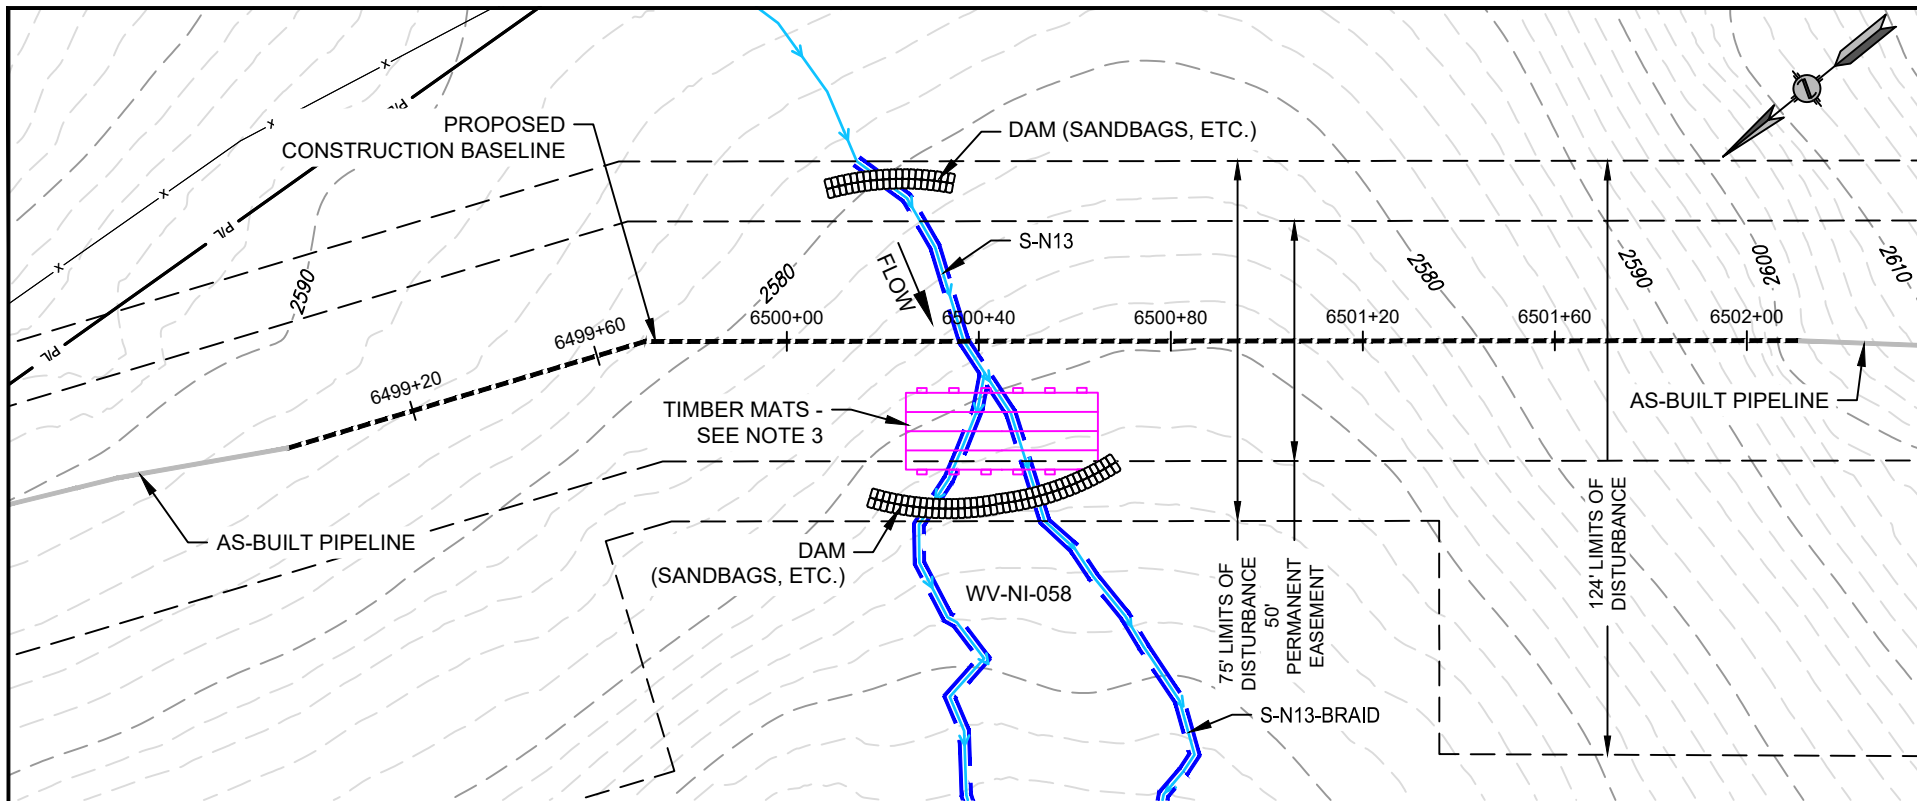 P/L
PROPOSED
CONSTRUCTION BASELINE
DAM (SANDBAGS, ETC.)
P/L
S-N13
FLOW
2590
2580
2580
2590
2600
2610
P/L
6499+20
6499+60
6500+00
6500+40
6500+80
6501+20
6501+60
6502+00
TIMBER MATS -
SEE NOTE 3
AS-BUILT PIPELINE
AS-BUILT PIPELINE
DAM
(SANDBAGS, ETC.)
WV-NI-058
75' LIMITS OF
DISTURBANCE
50'
PERMANENT
EASEMENT
124' LIMITS OF
DISTURBANCE
S-N13-BRAID
X
X
X
X
Z